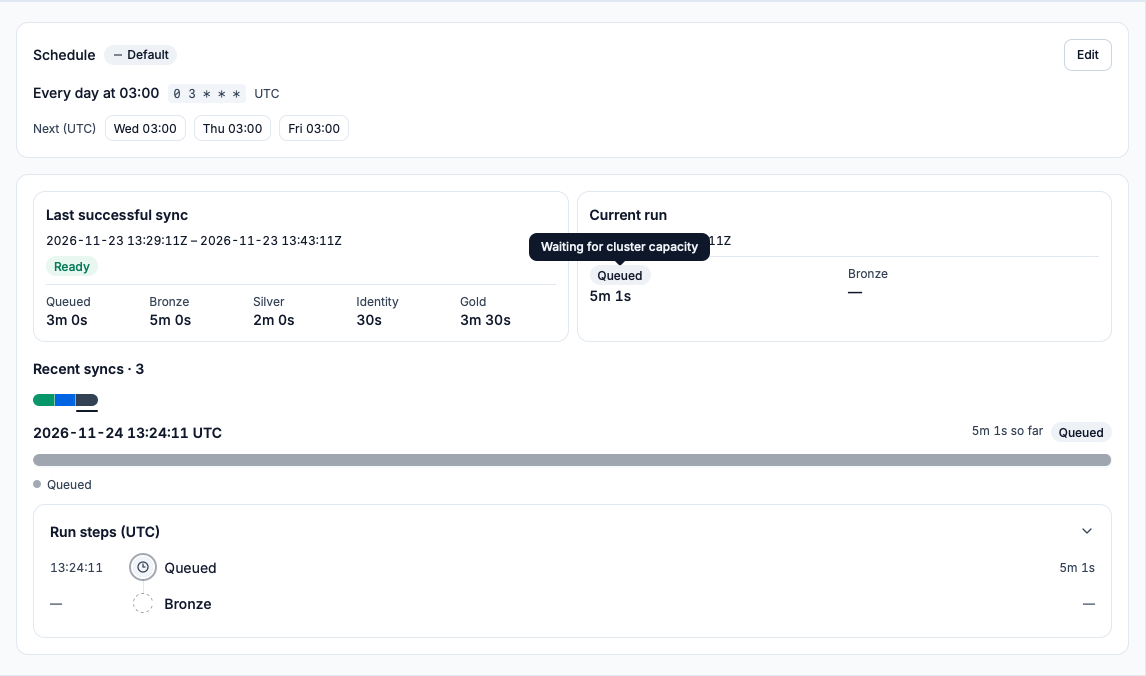 Schedule — Default Edit
Every day at 03:00 0 3 * * * UTC
Next (UTC) Wed 03:00 Thu 03:00 Fri 03:00
Last successful sync
2026-11-23 13:29:11Z – 2026-11-23 13:43:11Z
Ready
Queued Bronze Silver Identity Gold
3m 0s 5m 0s 2m 0s 30s 3m 30s
Current run
11Z
Waiting for cluster capacity
Queued Bronze
5m 1s —
Recent syncs · 3
2026-11-24 13:24:11 UTC 5m 1s so far Queued
Queued
Run steps (UTC)
13:24:11 Queued 5m 1s
— Bronze —